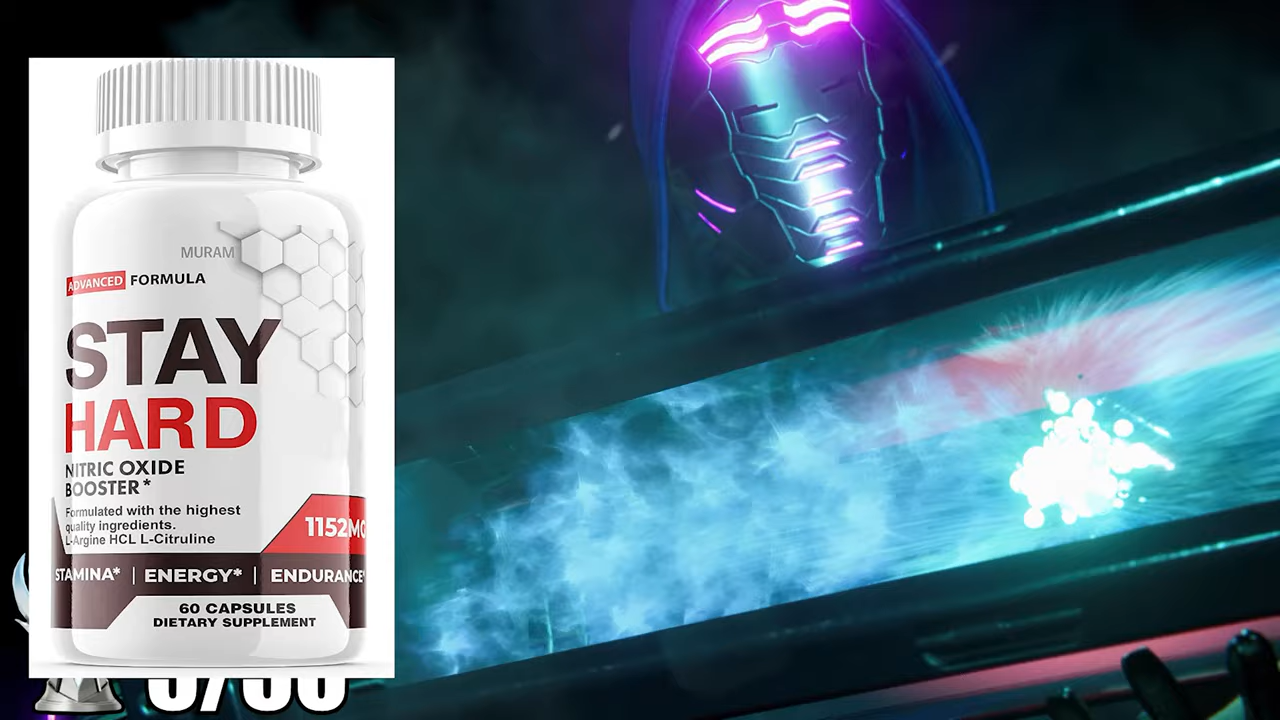 MURAM
ADVANCED FORMULA
STAY
HARD
NITRIC OXIDE
BOOSTER*
Formulated with the highest
quality ingredients.
L-Argine HCL L-Citruline
1152MG
STAMINA* | ENERGY* | ENDURANCE*
60 CAPSULES
DIETARY SUPPLEMENT